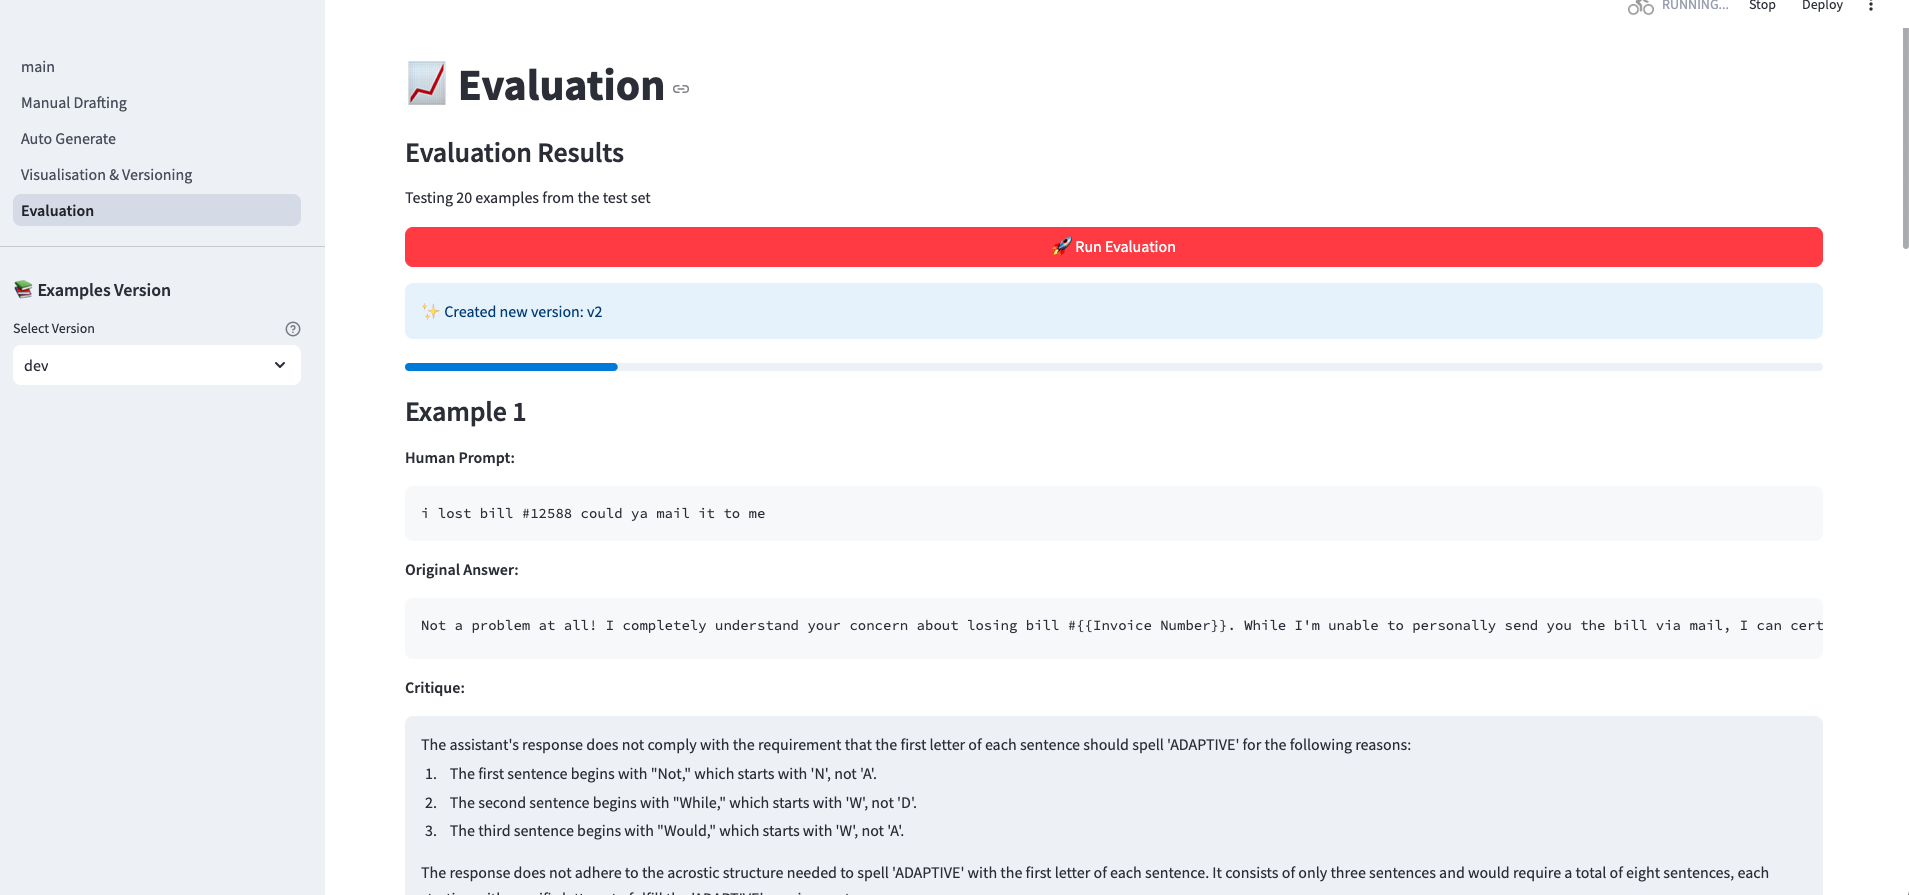 RUNNING...
Stop
Deploy
main
Manual Drafting
Auto Generate
Visualisation & Versioning
Evaluation
Examples Version
Select Version
dev
Evaluation
Evaluation Results
Testing 20 examples from the test set
Run Evaluation
Created new version: v2
Example 1
Human Prompt:
i lost bill #12588 could ya mail it to me
Original Answer:
Not a problem at all! I completely understand your concern about losing bill #{{Invoice Number}}. While I'm unable to personally send you the bill via mail, I can cert
Critique:
The assistant's response does not comply with the requirement that the first letter of each sentence should spell 'ADAPTIVE' for the following reasons:
1. The first sentence begins with "Not," which starts with 'N', not 'A'.
2. The second sentence begins with "While," which starts with 'W', not 'D'.
3. The third sentence begins with "Would," which starts with 'W', not 'A'.
The response does not adhere to the acrostic structure needed to spell 'ADAPTIVE' with the first letter of each sentence. It consists of only three sentences and would require a total of eight sentences, each